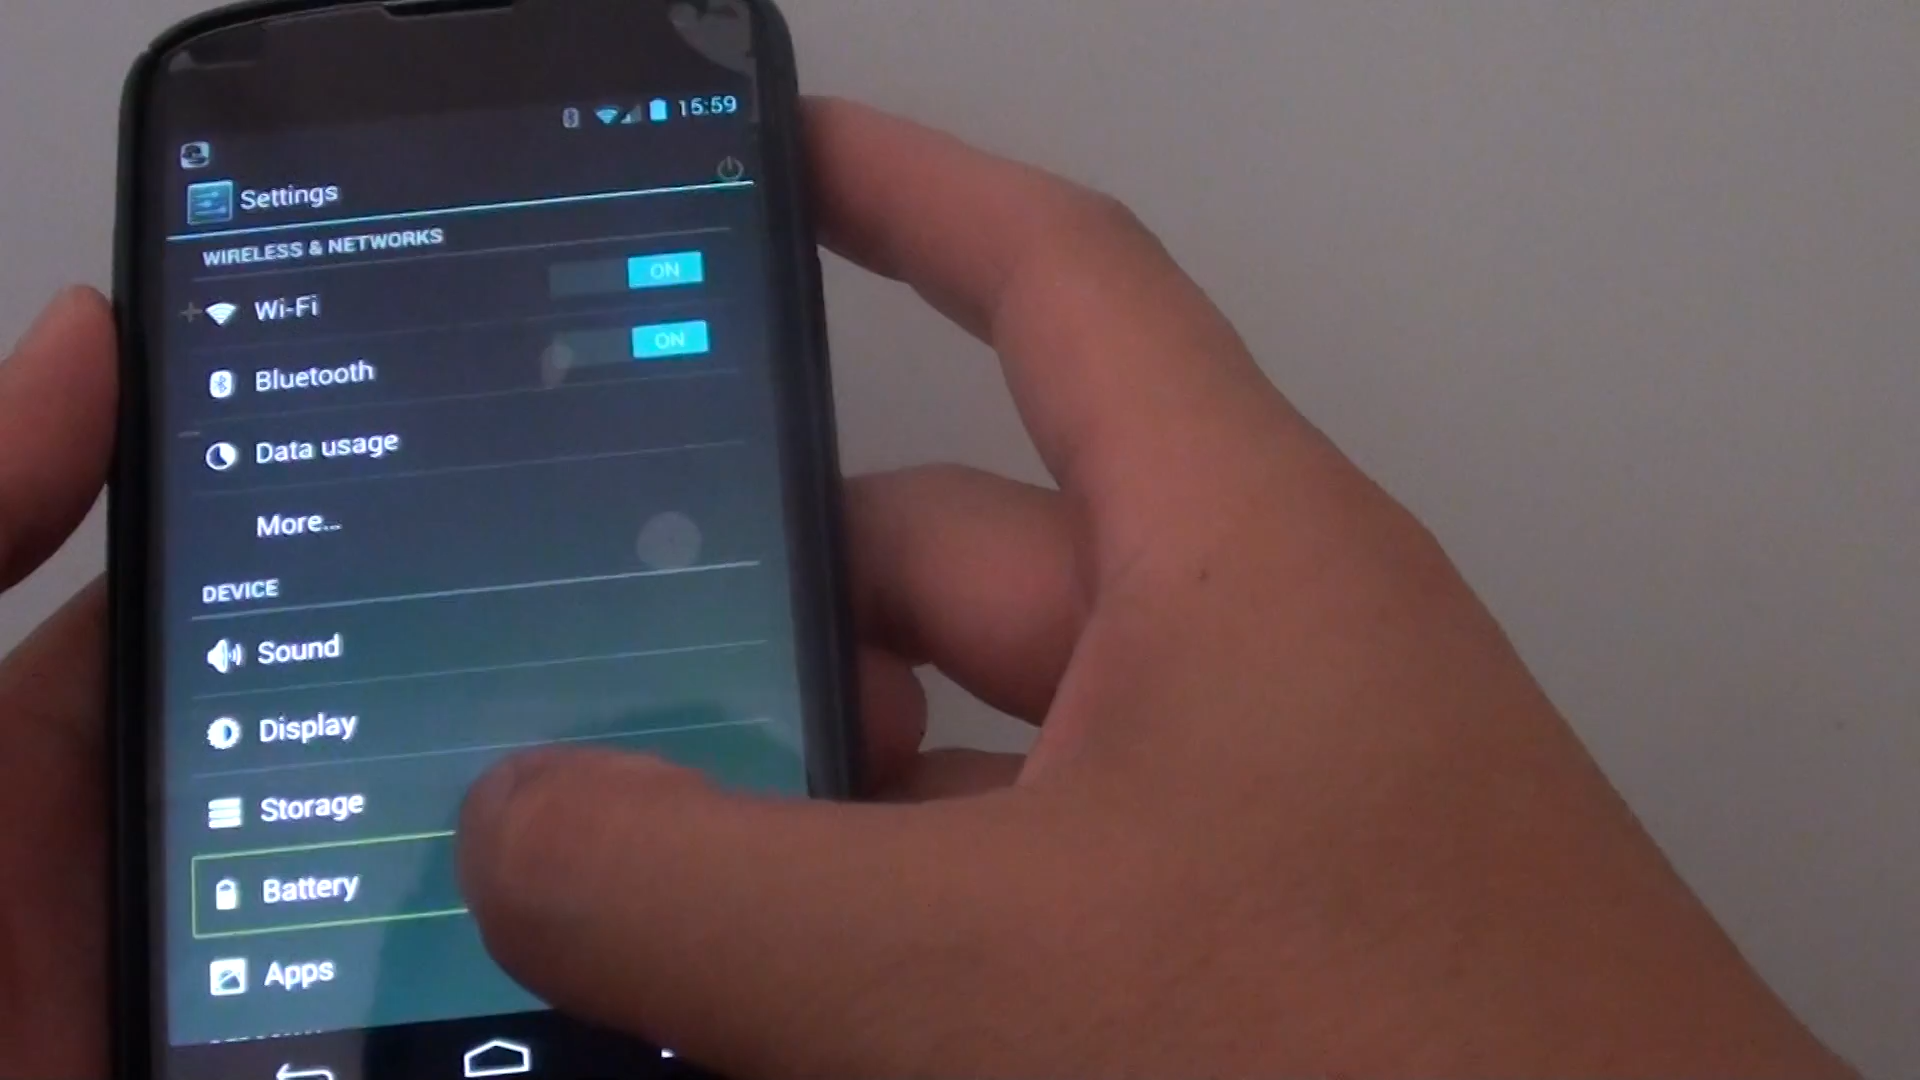 15:59
Settings
WIRELESS & NETWORKS
Wi-Fi ON
Bluetooth ON
Data usage
More...
DEVICE
Sound
Display
Storage
Battery
Apps